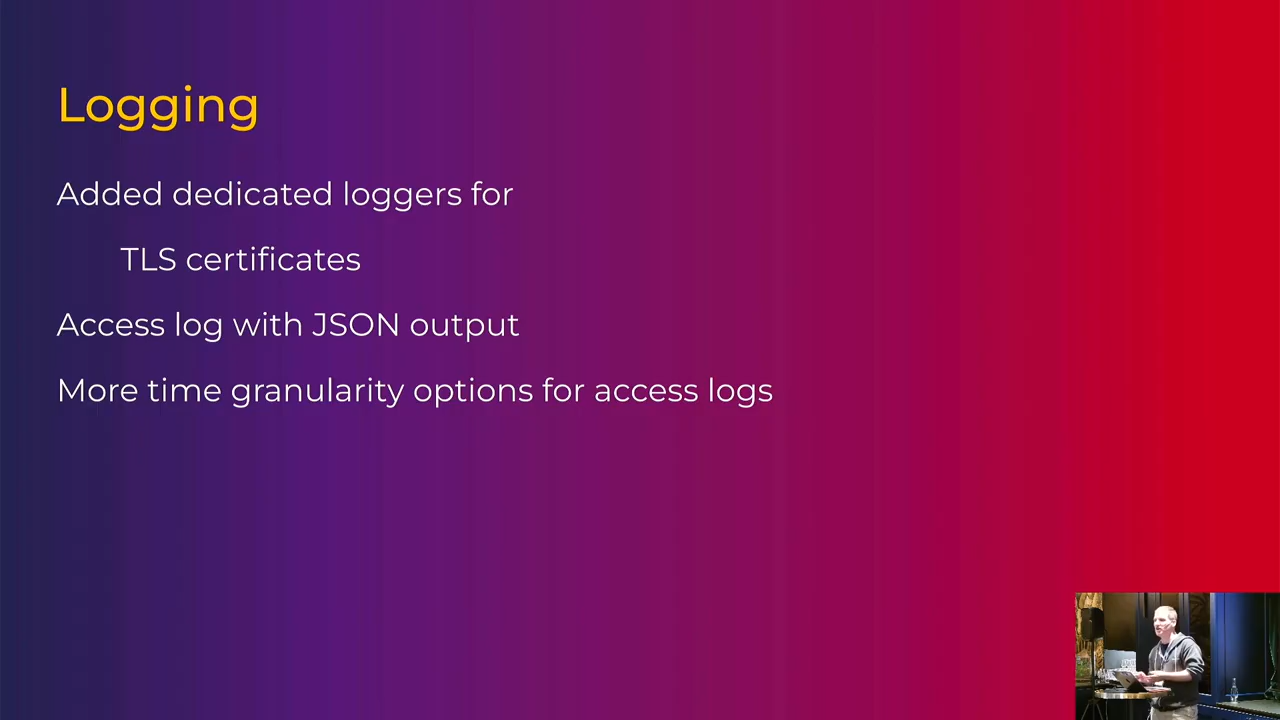 Logging
Added dedicated loggers for
TLS certificates
Access log with JSON output
More time granularity options for access logs